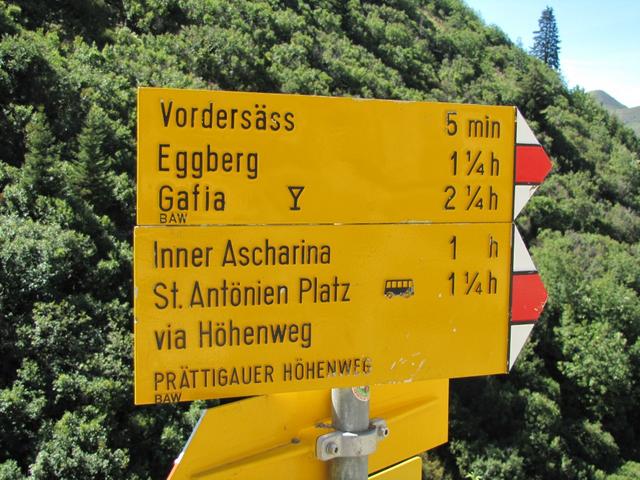 Vordersäss 5 min
Eggberg 1 ¼ h
Gafia 2 ¼ h
BAW
Inner Ascharina 1 h
St. Antönien Platz 1 ¼ h
via Höhenweg
PRÄTTIGAUER HÖHENWEG
BAW